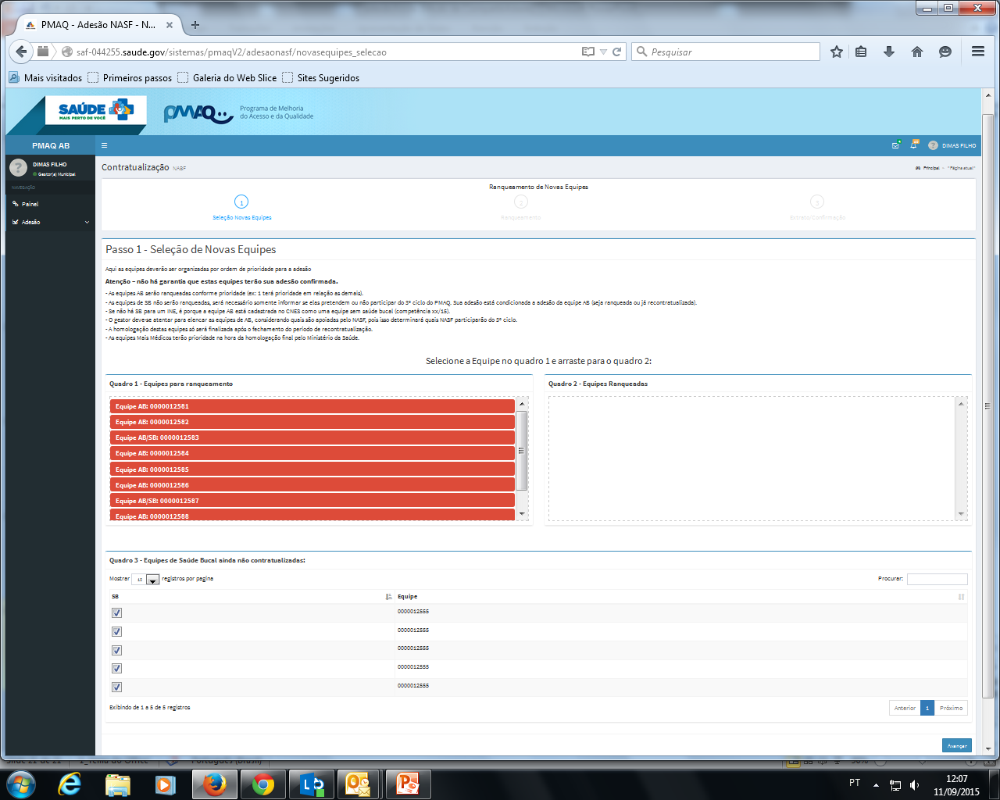 PMAQ - Adesão NASF - N...
saf-044255.saude.gov/sistemas/pmaqV2/adesaonasf/novasequipes_selecao
Pesquisar
Mais visitados
Primeiros passos
Galeria do Web Slice
Sites Sugeridos
SAÚDE
MAIS PERTO DE VOCÊ
PMAQ
Programa de Melhoria
do Acesso e da Qualidade
PMAQ AB
DIMAS FILHO
DIMAS FILHO
Gestor(a) Municipal
NAVEGAÇÃO
Painel
Adesão
Contratualização NASF
Principal > "Página atual"
Ranqueamento de Novas Equipes
1
2
3
Seleção Novas Equipes
Ranqueamento
Extrato/Confirmação
Passo 1 - Seleção de Novas Equipes
Aqui as equipes deverão ser organizadas por ordem de prioridade para a adesão
Atenção – não há garantia que estas equipes terão sua adesão confirmada.
- As equipes AB serão ranqueadas conforme prioridade (ex: 1 terá prioridade em relação as demais).
- As equipes de SB não serão ranqueadas, será necessário somente informar se elas pretendem ou não participar do 3º ciclo do PMAQ. Sua adesão está condicionada a adesão da equipe AB (seja ranqueada ou já recontratualizada).
- Se não há SB para um INE, é porque a equipe AB está cadastrada no CNES como uma equipe sem saúde bucal (competência xx/15).
- O gestor deve-se atentar para elencar as equipes de AB, considerando quais são apoiadas pelo NASF, pois isso determinará quais NASF participarão do 3º ciclo.
- A homologação destas equipes só será finalizada após o fechamento do período de recontratualização.
- As equipes Mais Médicos terão prioridade na hora da homologação final pelo Ministério da Saúde.
Selecione a Equipe no quadro 1 e arraste para o quadro 2:
Quadro 1 - Equipes para ranqueamento
Equipe AB: 0000012581
Equipe AB: 0000012582
Equipe AB/SB: 0000012583
Equipe AB: 0000012584
Equipe AB: 0000012585
Equipe AB: 0000012586
Equipe AB/SB: 0000012587
Equipe AB: 0000012588
Quadro 2 - Equipes Ranqueadas
Quadro 3 - Equipes de Saúde Bucal ainda não contratualizadas:
Mostrar 10 registros por pagina
Procurar:
SB Equipe
0000012555
0000012555
0000012555
0000012555
0000012555
Exibindo de 1 a 5 de 5 registros
Anterior 1 Próximo
Avançar
PT
12:07
11/09/2015